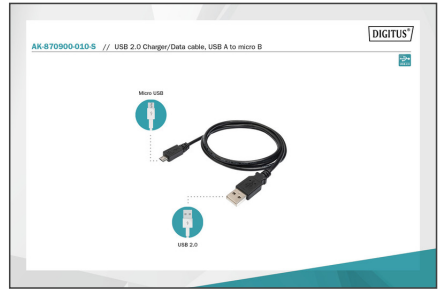 DIGITUS®
AK-870900-010-S // USB 2.0 Charger/Data cable, USB A to micro B
Micro USB
USB 2.0